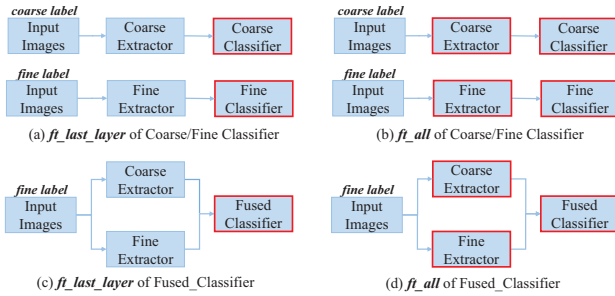 coarse label
Input Images
Coarse Extractor
Coarse Classifier
fine label
Input Images
Fine Extractor
Fine Classifier
(a) ft_last_layer of Coarse/Fine Classifier
coarse label
Input Images
Coarse Extractor
Coarse Classifier
fine label
Input Images
Fine Extractor
Fine Classifier
(b) ft_all of Coarse/Fine Classifier
fine label
Input Images
Coarse Extractor
Fine Extractor
Fused Classifier
(c) ft_last_layer of Fused_Classifier
fine label
Input Images
Coarse Extractor
Fine Extractor
Fused Classifier
(d) ft_all of Fused_Classifier